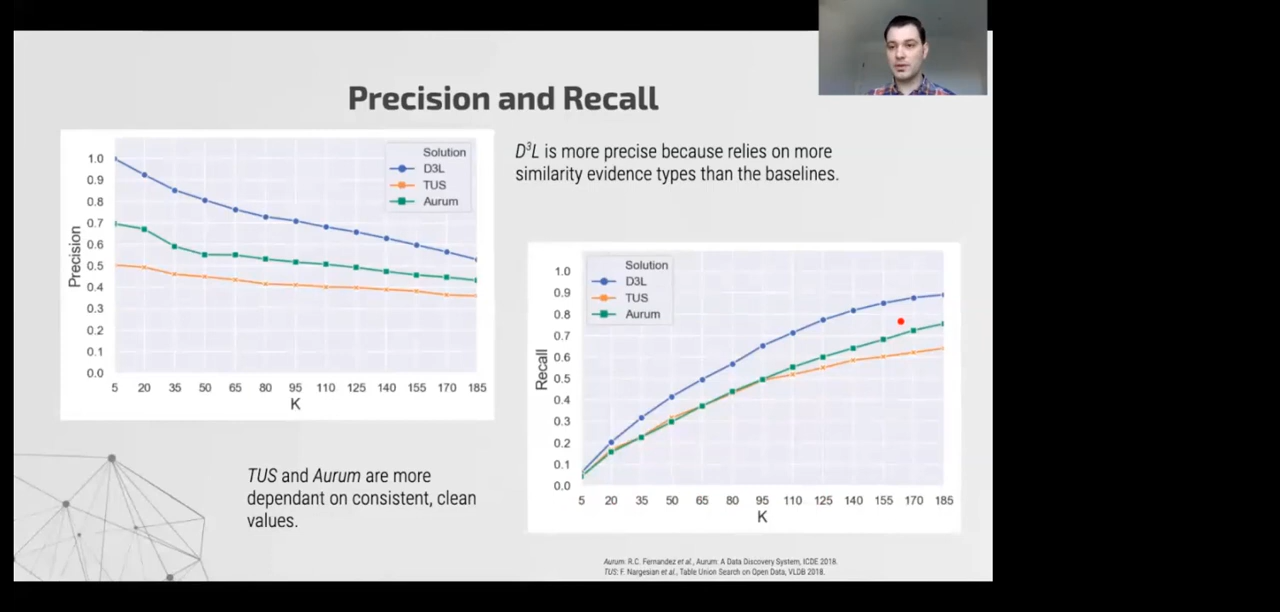 Precision and Recall
Solution
D3L
TUS
Aurum
1.0
0.9
0.8
0.7
0.6
0.5
0.4
0.3
0.2
0.1
0.0
Precision
5 20 35 50 65 80 95 110 125 140 155 170 185
K
D³L is more precise because relies on more
similarity evidence types than the baselines.
Solution
D3L
TUS
Aurum
1.0
0.9
0.8
0.7
0.6
0.5
0.4
0.3
0.2
0.1
0.0
Recall
5 20 35 50 65 80 95 110 125 140 155 170 185
K
TUS and Aurum are more
dependant on consistent, clean
values.
Aurum: R.C. Fernandez et al., Aurum: A Data Discovery System, ICDE 2018.
TUS: F. Nargesian et al., Table Union Search on Open Data, VLDB 2018.